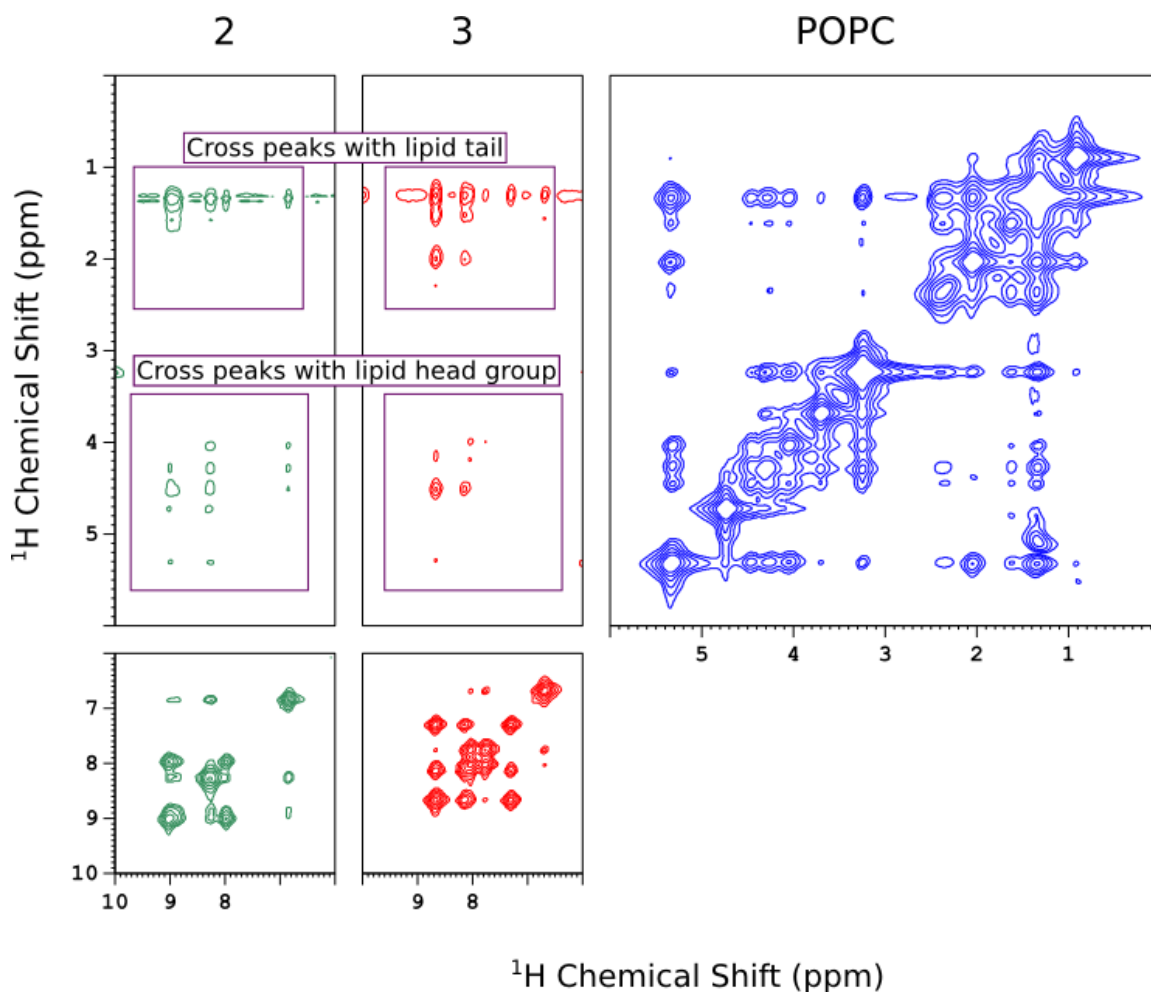 2 3 POPC
Cross peaks with lipid tail
Cross peaks with lipid head group
¹H Chemical Shift (ppm)
1
2
3
4
5
5 4 3 2 1
7
8
9
10
10 9 8
9 8
¹H Chemical Shift (ppm)